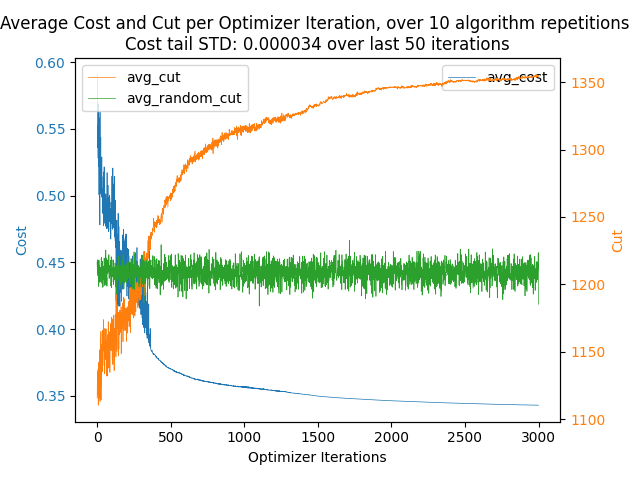 Average Cost and Cut per Optimizer Iteration, over 10 algorithm repetitions
Cost tail STD: 0.000034 over last 50 iterations
avg_cut
avg_random_cut
avg_cost
0.60
0.55
0.50
0.45
0.40
0.35
Cost
1350
1300
1250
1200
1150
1100
Cut
0 500 1000 1500 2000 2500 3000
Optimizer Iterations